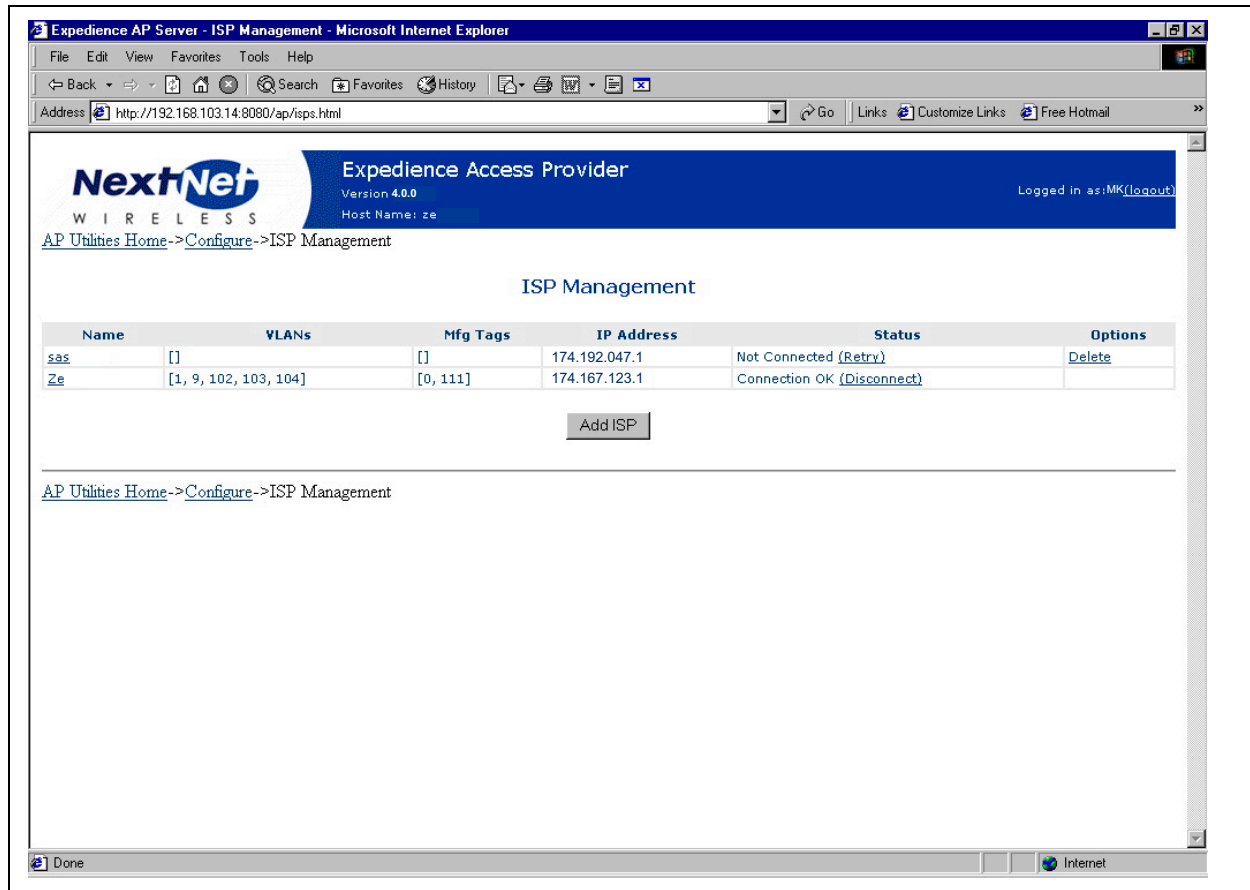 Expedience AP Server - ISP Management - Microsoft Internet Explorer
File Edit View Favorites Tools Help
Back Search Favorites History
Address http://192.168.103.14:8080/ap/isps.html Go Links Customize Links Free Hotmail »
NextNet
WIRELESS
Expedience Access Provider
Version 4.0.0
Host Name: ze
Logged in as:MK(logout)
AP Utilities Home->Configure->ISP Management
ISP Management
Name VLANs Mfg Tags IP Address Status Options
sas [] [] 174.192.047.1 Not Connected (Retry) Delete
Ze [1, 9, 102, 103, 104] [0, 111] 174.167.123.1 Connection OK (Disconnect)
Add ISP
AP Utilities Home->Configure->ISP Management
Done Internet